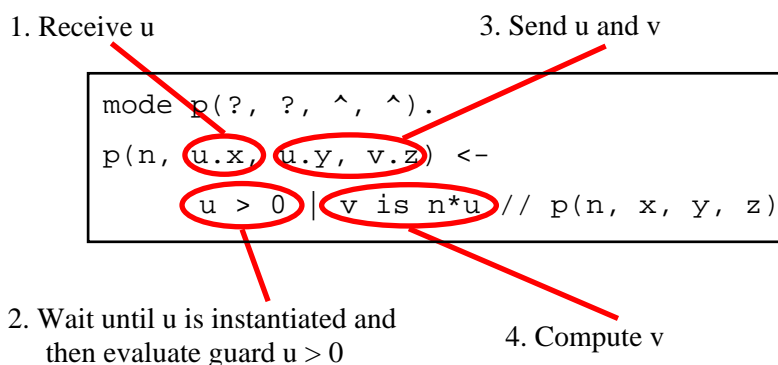 1. Receive u
3. Send u and v
mode p(?, ?, ^, ^).
p(n, u.x, u.y, v.z) <-
u > 0 | v is n*u // p(n, x, y, z)
2. Wait until u is instantiated and
then evaluate guard u > 0
4. Compute v